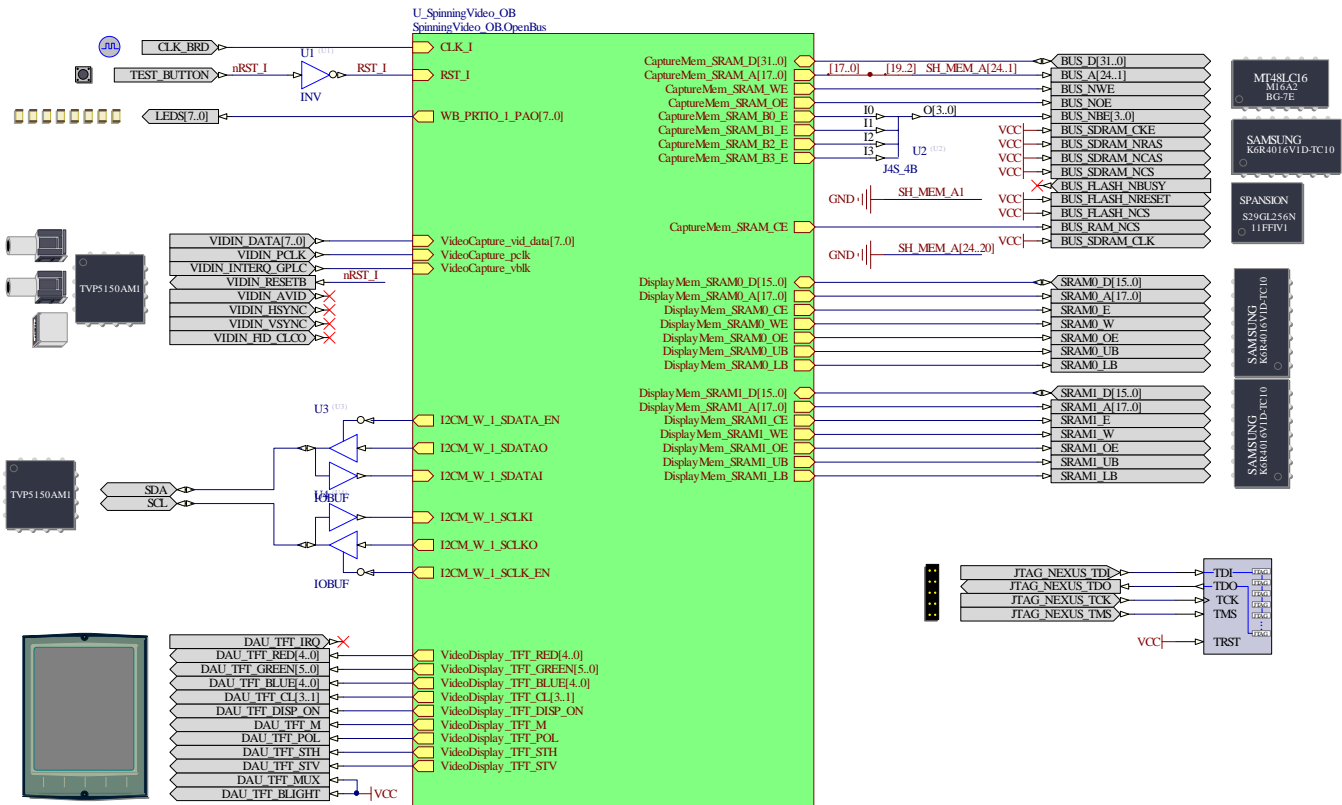 U_SpinningVideo_OB
SpinningVideo_OB.OpenBus
CLK_BRD
CLK_I
U1 (U1)
TEST_BUTTON
nRST_I
RST_I
RST_I
INV
LEDS[7..0]
WB_PRTIO_1_PAO[7..0]
VIDIN_DATA[7..0]
VideoCapture_vid_data[7..0]
VIDIN_PCLK
VideoCapture_pclk
VIDIN_INTERQ_GPLC
VideoCapture_vblk
VIDIN_RESETB
nRST_I
VIDIN_AVID
VIDIN_HSYNC
VIDIN_VSYNC
VIDIN_FID_CLCO
TVP5150AM1
U3 (U3)
I2CM_W_1_SDATA_EN
I2CM_W_1_SDATAO
I2CM_W_1_SDATAI
IOBUF
U4
SDA
SCL
TVP5150AM1
I2CM_W_1_SCLKI
I2CM_W_1_SCLKO
I2CM_W_1_SCLK_EN
IOBUF
DAU_TFT_IRQ
DAU_TFT_RED[4..0]
VideoDisplay_TFT_RED[4..0]
DAU_TFT_GREEN[5..0]
VideoDisplay_TFT_GREEN[5..0]
DAU_TFT_BLUE[4..0]
VideoDisplay_TFT_BLUE[4..0]
DAU_TFT_CL[3..1]
VideoDisplay_TFT_CL[3..1]
DAU_TFT_DISP_ON
VideoDisplay_TFT_DISP_ON
DAU_TFT_M
VideoDisplay_TFT_M
DAU_TFT_POL
VideoDisplay_TFT_POL
DAU_TFT_STH
VideoDisplay_TFT_STH
DAU_TFT_STV
VideoDisplay_TFT_STV
DAU_TFT_MUX
DAU_TFT_BLIGHT
VCC
CaptureMem_SRAM_D[31..0]
BUS_D[31..0]
CaptureMem_SRAM_A[17..0]
[17..0]
[19..2]
SH_MEM_A[24..1]
BUS_A[24..1]
CaptureMem_SRAM_WE
BUS_NWE
CaptureMem_SRAM_OE
BUS_NOE
CaptureMem_SRAM_B0_E
I0
O[3..0]
BUS_NBE[3..0]
CaptureMem_SRAM_B1_E
I1
VCC
BUS_SDRAM_CKE
CaptureMem_SRAM_B2_E
I2
VCC
BUS_SDRAM_NRAS
CaptureMem_SRAM_B3_E
I3
U2 (U2)
VCC
BUS_SDRAM_NCAS
J4S_4B
VCC
BUS_SDRAM_NCS
BUS_FLASH_NBUSY
GND
SH_MEM_A1
VCC
BUS_FLASH_NRESET
VCC
BUS_FLASH_NCS
CaptureMem_SRAM_CE
BUS_RAM_NCS
VCC
BUS_SDRAM_CLK
GND
SH_MEM_A[24..20]
MT48LC16
M16A2
BG-7E
SAMSUNG
K6R4016V1D-TC10
SPANSION
S29GL256N
11FFIV1
DisplayMem_SRAM0_D[15..0]
SRAM0_D[15..0]
DisplayMem_SRAM0_A[17..0]
SRAM0_A[17..0]
DisplayMem_SRAM0_CE
SRAM0_E
DisplayMem_SRAM0_WE
SRAM0_W
DisplayMem_SRAM0_OE
SRAM0_OE
DisplayMem_SRAM0_UB
SRAM0_UB
DisplayMem_SRAM0_LB
SRAM0_LB
SAMSUNG
K6R4016V1D-TC10
DisplayMem_SRAM1_D[15..0]
SRAM1_D[15..0]
DisplayMem_SRAM1_A[17..0]
SRAM1_A[17..0]
DisplayMem_SRAM1_CE
SRAM1_E
DisplayMem_SRAM1_WE
SRAM1_W
DisplayMem_SRAM1_OE
SRAM1_OE
DisplayMem_SRAM1_UB
SRAM1_UB
DisplayMem_SRAM1_LB
SRAM1_LB
SAMSUNG
K6R4016V1D-TC10
JTAG_NEXUS_TDI
TDI
JTAG
JTAG_NEXUS_TDO
TDO
JTAG
JTAG_NEXUS_TCK
TCK
JTAG
JTAG_NEXUS_TMS
TMS
JTAG
JTAG
VCC
TRST
JTAG